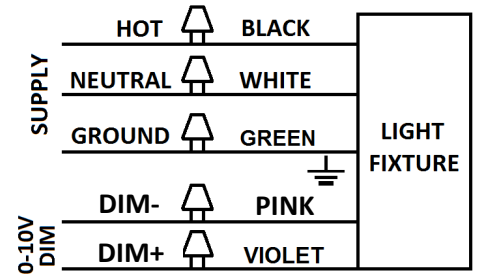 SUPPLY
HOT BLACK
NEUTRAL WHITE
GROUND GREEN
0-10V
DIM
DIM- PINK
DIM+ VIOLET
LIGHT
FIXTURE